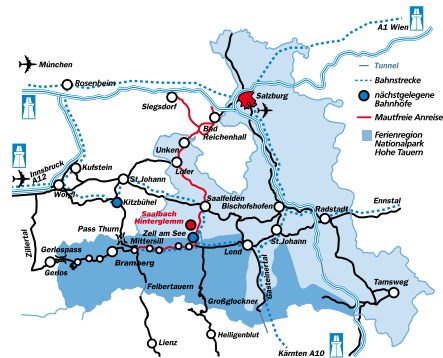 A1 Wien
München
Rosenheim
Siegsdorf
Salzburg
Bad
Reichenhall
Unken
Lofer
Innsbruck
A12
Kufstein
Wörgl
St.Johann
Kitzbühel
Saalfelden
Bischofshofen
Radstadt
Ennstal
Saalbach
Hinterglemm
Zell am See
Pass Thurn
Mittersill
Zillertal
Gerlospass
Gerlos
Bramberg
Lend
St.Johann
Gasteinertal
Tamsweg
Felbertauern
Großglockner
Lienz
Heiligenblut
Kärnten A10
Tunnel
Bahnstrecke
nächstgelegene
Bahnhöfe
Mautfreie Anreise
Ferienregion
Nationalpark
Hohe Tauern